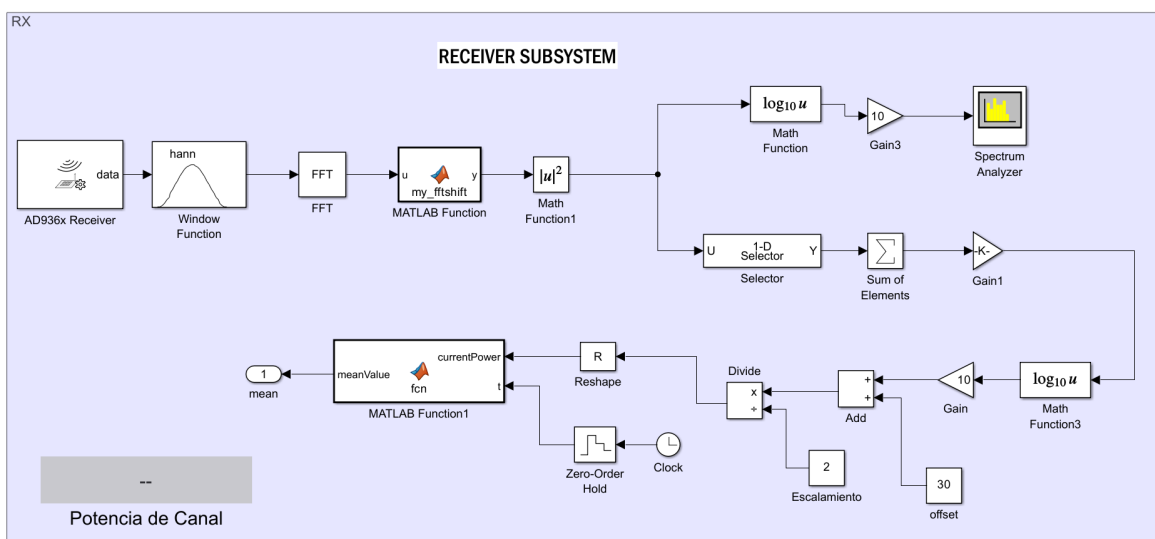 RX
RECEIVER SUBSYSTEM
data
AD936x Receiver
hann
Window
Function
FFT
FFT
u
y
my_fftshift
MATLAB Function
|u|²
Math
Function1
log₁₀ u
Math
Function
10
Gain3
Spectrum
Analyzer
U
1-D
Selector
Y
Selector
Sum of
Elements
-K-
Gain1
1
mean
currentPower
meanValue
fcn
t
MATLAB Function1
R
Reshape
Zero-Order
Hold
Clock
Divide
x
÷
2
Escalamiento
+
+
Add
30
offset
10
Gain
log₁₀ u
Math
Function3
--
Potencia de Canal